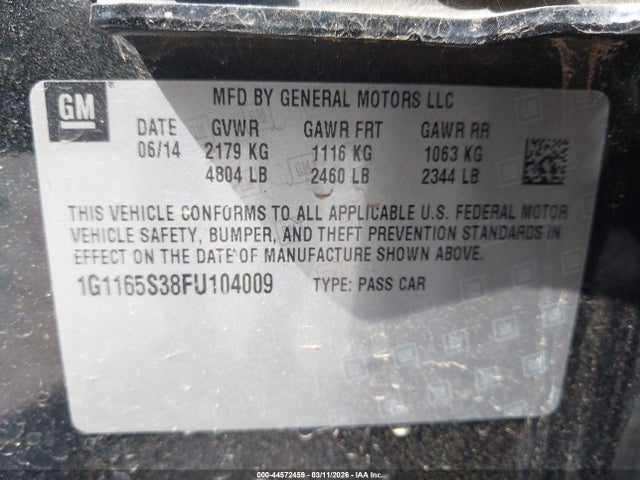 GM
MFD BY GENERAL MOTORS LLC
DATE GVWR GAWR FRT GAWR RR
06/14 2179 KG 1116 KG 1063 KG
4804 LB 2460 LB 2344 LB
THIS VEHICLE CONFORMS TO ALL APPLICABLE U.S. FEDERAL MOTOR
VEHICLE SAFETY, BUMPER, AND THEFT PREVENTION STANDARDS IN
EFFECT ON THE DATE OF MANUFACTURE SHOWN ABOVE.
1G1165S38FU104009 TYPE: PASS CAR
000-44572459 - 03/11/2026 - IAA Inc.